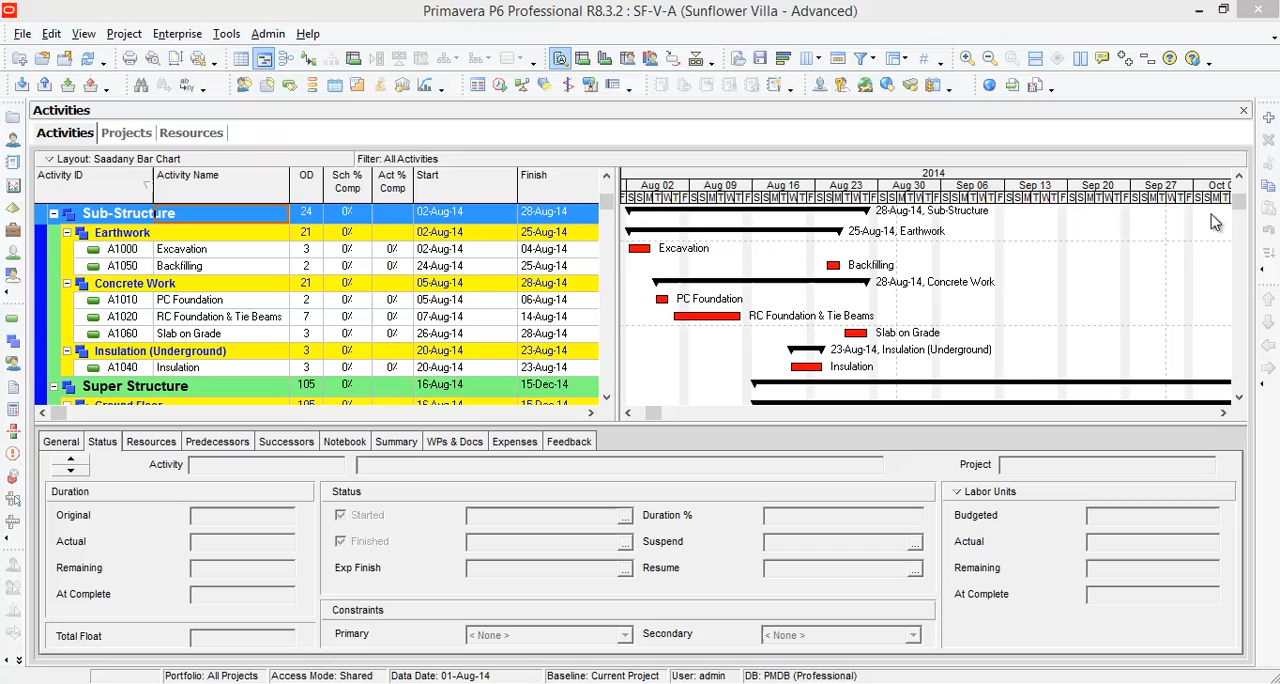 Primavera P6 Professional R8.3.2 : SF-V-A (Sunflower Villa - Advanced)
File Edit View Project Enterprise Tools Admin Help
Activities
Activities Projects Resources
Layout: Saadany Bar Chart Filter: All Activities
Activity ID Activity Name OD Sch % Comp Act % Comp Start Finish
2014
Aug 02 Aug 09 Aug 16 Aug 23 Aug 30 Sep 06 Sep 13 Sep 20 Sep 27 Oct 0
Sub-Structure 24 0% 02-Aug-14 28-Aug-14 28-Aug-14, Sub-Structure
Earthwork 21 0% 02-Aug-14 25-Aug-14 25-Aug-14, Earthwork
A1000 Excavation 3 0% 0% 02-Aug-14 04-Aug-14 Excavation
A1050 Backfilling 2 0% 0% 24-Aug-14 25-Aug-14 Backfilling
Concrete Work 21 0% 05-Aug-14 28-Aug-14 28-Aug-14, Concrete Work
A1010 PC Foundation 2 0% 0% 05-Aug-14 06-Aug-14 PC Foundation
A1020 RC Foundation & Tie Beams 7 0% 0% 07-Aug-14 14-Aug-14 RC Foundation & Tie Beams
A1060 Slab on Grade 3 0% 0% 26-Aug-14 28-Aug-14 Slab on Grade
Insulation (Underground) 3 0% 20-Aug-14 23-Aug-14 23-Aug-14, Insulation (Underground)
A1040 Insulation 3 0% 0% 20-Aug-14 23-Aug-14 Insulation
Super Structure 105 0% 16-Aug-14 15-Dec-14
Ground Floor 105 0% 16-Aug-14 15-Dec-14
General Status Resources Predecessors Successors Notebook Summary WPs & Docs Expenses Feedback
Activity Project
Duration Status Labor Units
Original Started Duration % Budgeted
Actual Finished Suspend Actual
Remaining Exp Finish Resume Remaining
At Complete At Complete
Constraints
Total Float Primary < None > Secondary < None >
Portfolio: All Projects Access Mode: Shared Data Date: 01-Aug-14 Baseline: Current Project User: admin DB: PMDB (Professional)